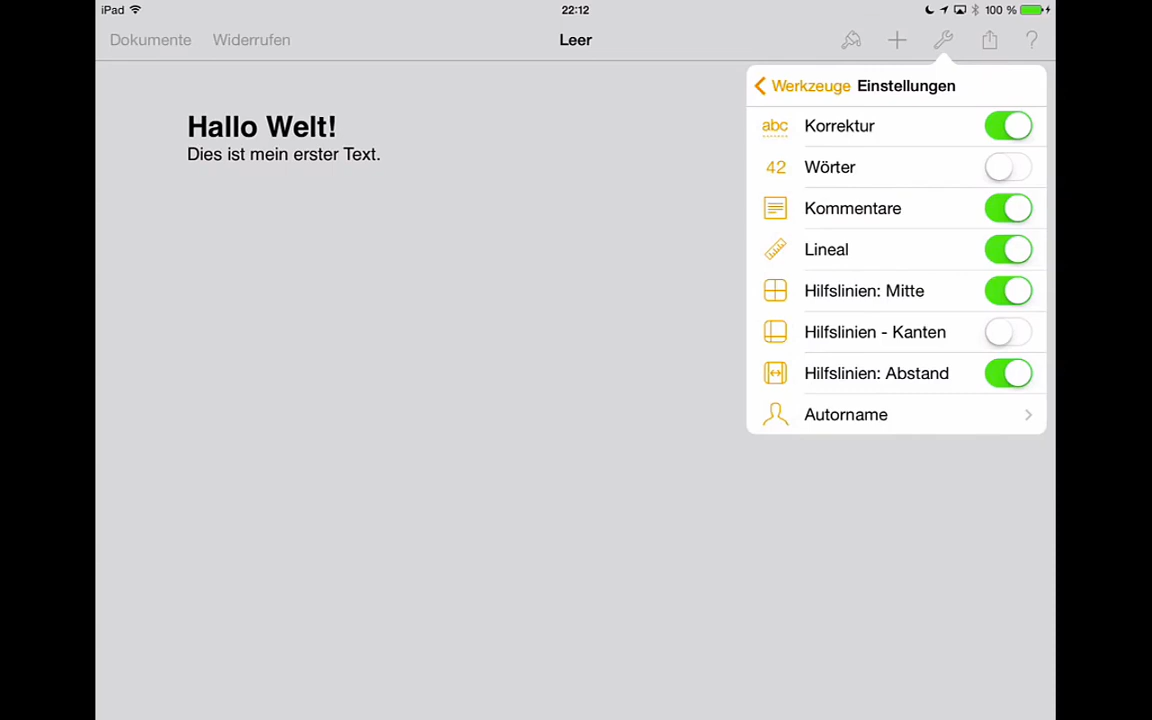 iPad 22:12 100 %
Dokumente Widerrufen Leer ?
Werkzeuge Einstellungen
Hallo Welt!
Dies ist mein erster Text.
abc Korrektur
42 Wörter
Kommentare
Lineal
Hilfslinien: Mitte
Hilfslinien - Kanten
Hilfslinien: Abstand
Autorname